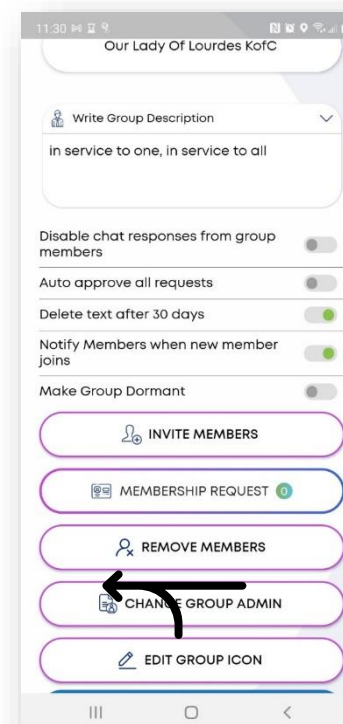 11:30
Our Lady Of Lourdes KofC
Write Group Description
in service to one, in service to all
Disable chat responses from group
members
Auto approve all requests
Delete text after 30 days
Notify Members when new member
joins
Make Group Dormant
INVITE MEMBERS
MEMBERSHIP REQUEST 0
REMOVE MEMBERS
CHANGE GROUP ADMIN
EDIT GROUP ICON